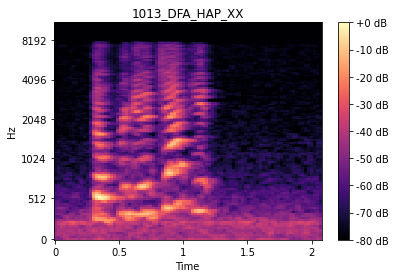 1013_DFA_HAP_XX
+0 dB
8192
-10 dB
4096
-20 dB
-30 dB
2048
Hz
-40 dB
1024
-50 dB
-60 dB
512
-70 dB
0
-80 dB
0
0.5
1
1.5
2
Time